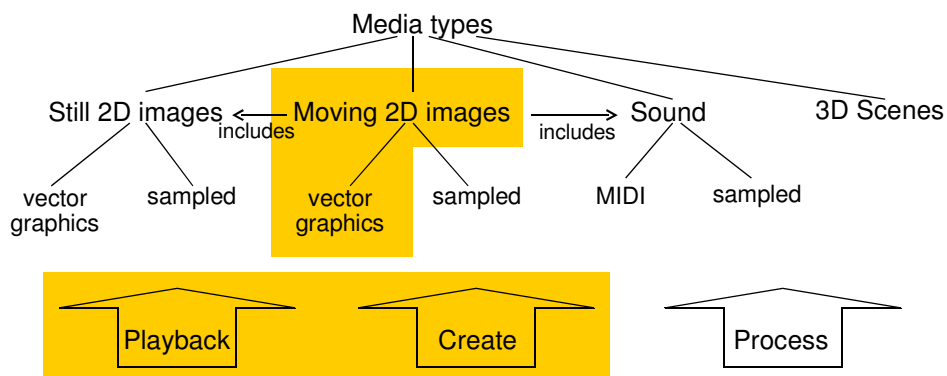 Media types
Still 2D images
includes
Moving 2D images
includes
Sound
3D Scenes
vector
graphics
sampled
vector
graphics
sampled
MIDI
sampled
Playback
Create
Process